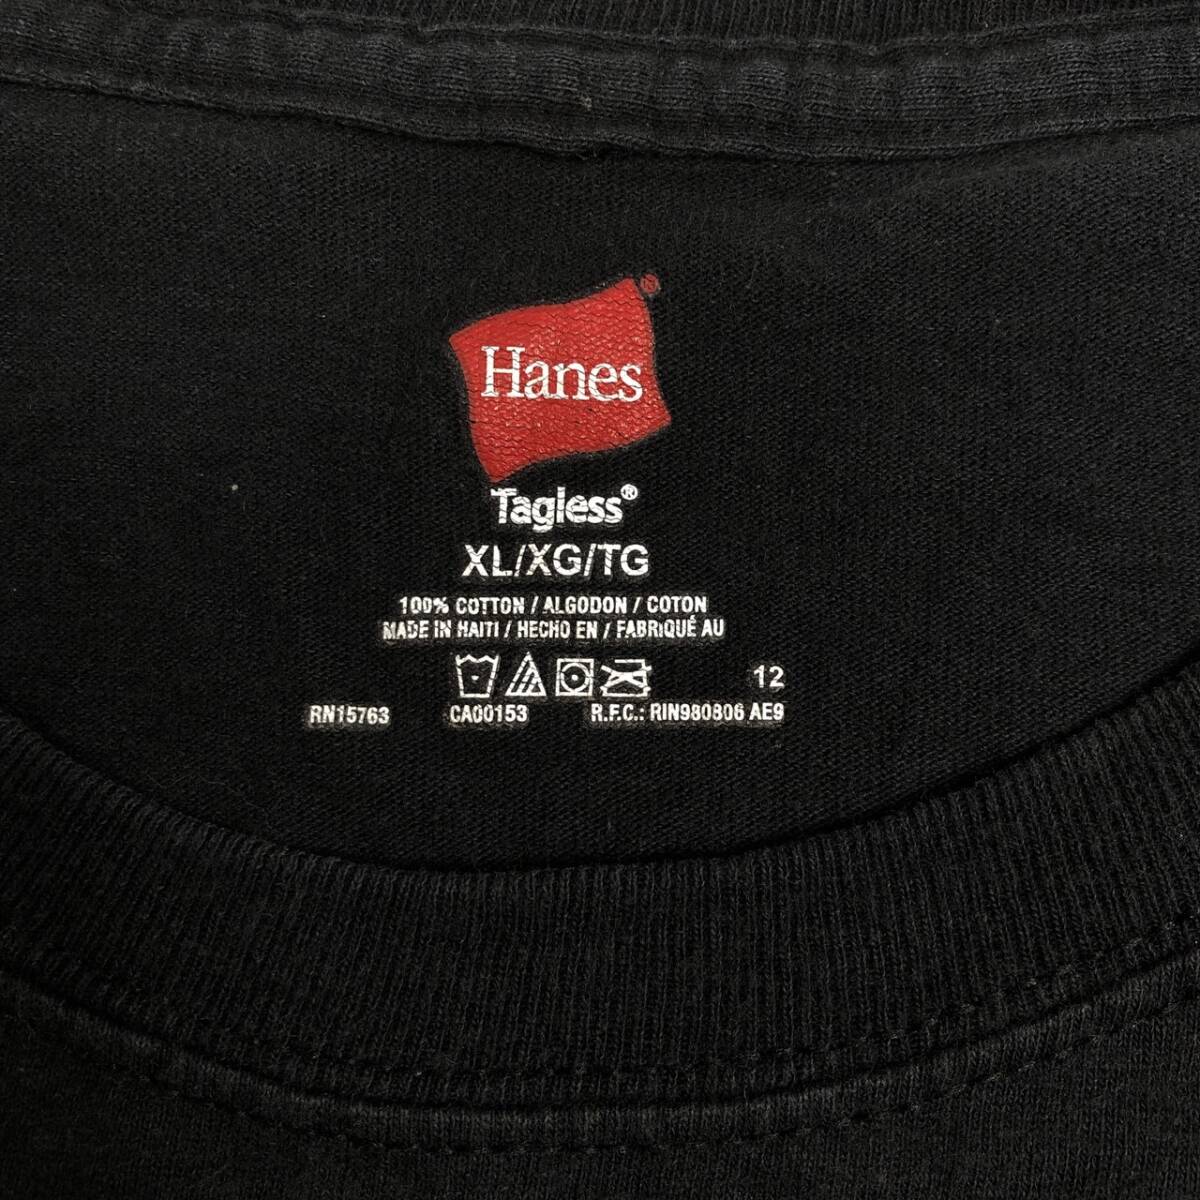 Hanes®
Tagless®
XL/XG/TG
100% COTTON / ALGODON / COTON
MADE IN HAITI / HECHO EN / FABRIQUÉ AU
12
RN15763 CA00153 R.F.C.: RIN980806 AE9